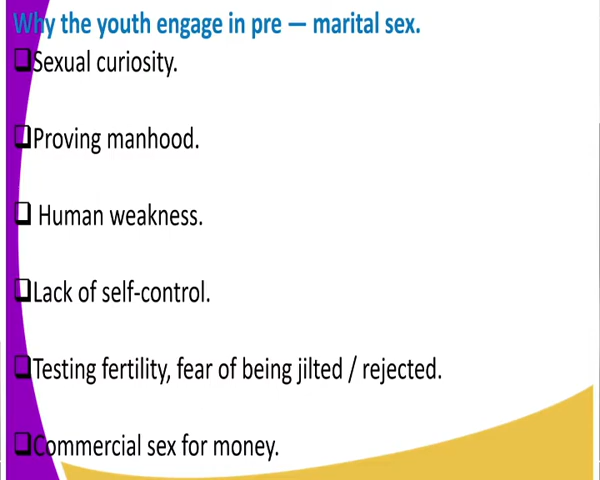 Why the youth engage in pre — marital sex.
❑Sexual curiosity.
❑Proving manhood.
❑ Human weakness.
❑Lack of self-control.
❑Testing fertility, fear of being jilted / rejected.
❑Commercial sex for money.